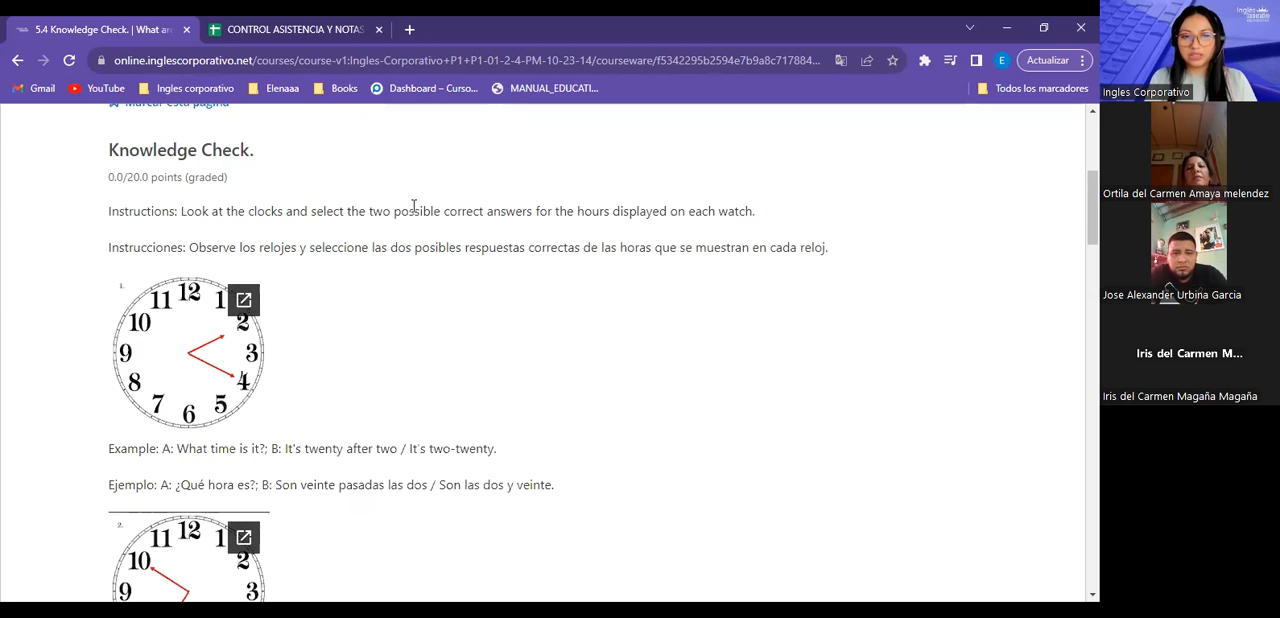 5.4 Knowledge Check. | What are
CONTROL ASISTENCIA Y NOTAS
online.inglescorporativo.net/courses/course-v1:Ingles-Corporativo+P1+P1-01-2-4-PM-10-23-14/courseware/f5342295b2594e7b9a8c717884...
E
Actualizar
Gmail
YouTube
Ingles corporativo
Elenaaa
Books
Dashboard – Curso...
MANUAL_EDUCATI...
Todos los marcadores
Marcar esta página
Knowledge Check.
0.0/20.0 points (graded)
Instructions: Look at the clocks and select the two possible correct answers for the hours displayed on each watch.
Instrucciones: Observe los relojes y seleccione las dos posibles respuestas correctas de las horas que se muestran en cada reloj.
1.
12
11
1
10
2
9
3
8
4
7
5
6
Example: A: What time is it?; B: It's twenty after two / It's two-twenty.
Ejemplo: A: ¿Qué hora es?; B: Son veinte pasadas las dos / Son las dos y veinte.
2.
12
11
1
10
2
9
3
Ingles Corporativo
Ortila del Carmen Amaya melendez
Jose Alexander Urbina Garcia
Iris del Carmen M...
Iris del Carmen Magaña Magaña